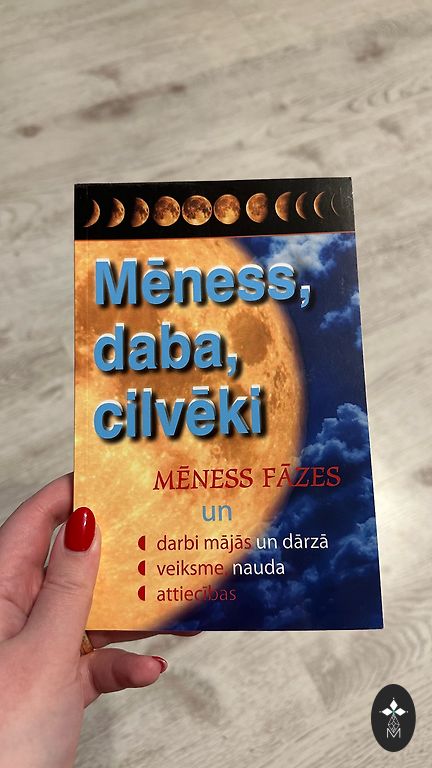 Mēness,
daba,
cilvēki
MĒNESS FĀZES
un
darbi mājās un dārzā
veiksme nauda
attiecības
M